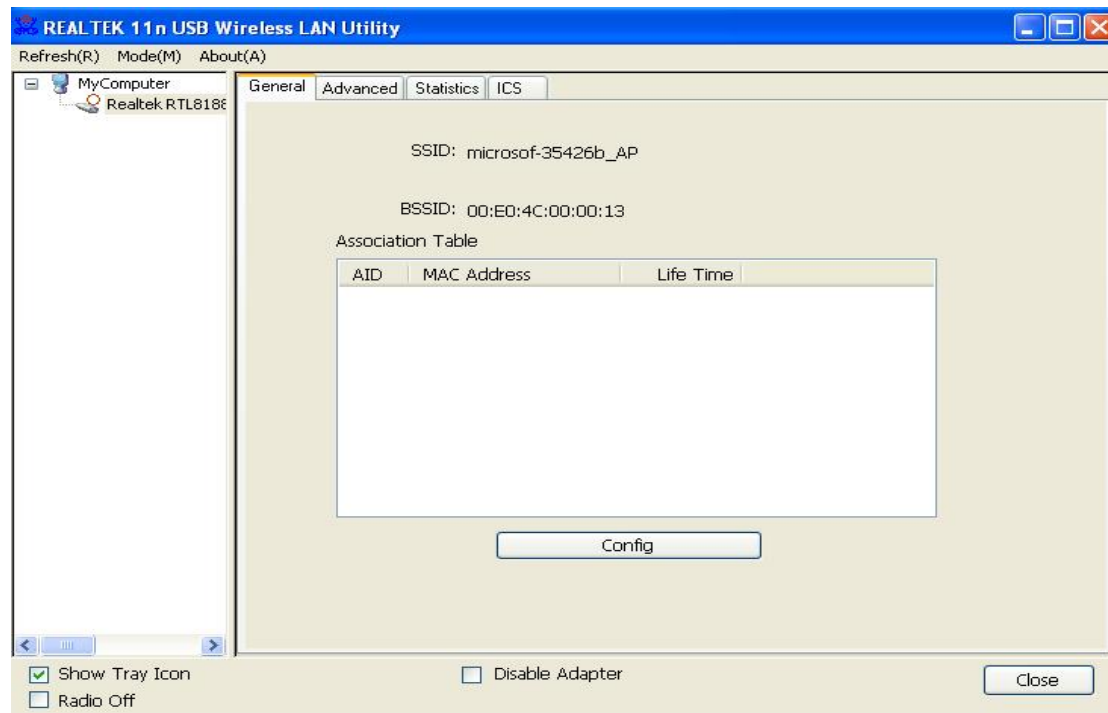 REALTEK 11n USB Wireless LAN Utility
Refresh(R) Mode(M) About(A)
MyComputer
Realtek RTL8188
General Advanced Statistics ICS
SSID: microsof-35426b_AP
BSSID: 00:E0:4C:00:00:13
Association Table
AID MAC Address Life Time
Config
Show Tray Icon
Radio Off
Disable Adapter
Close